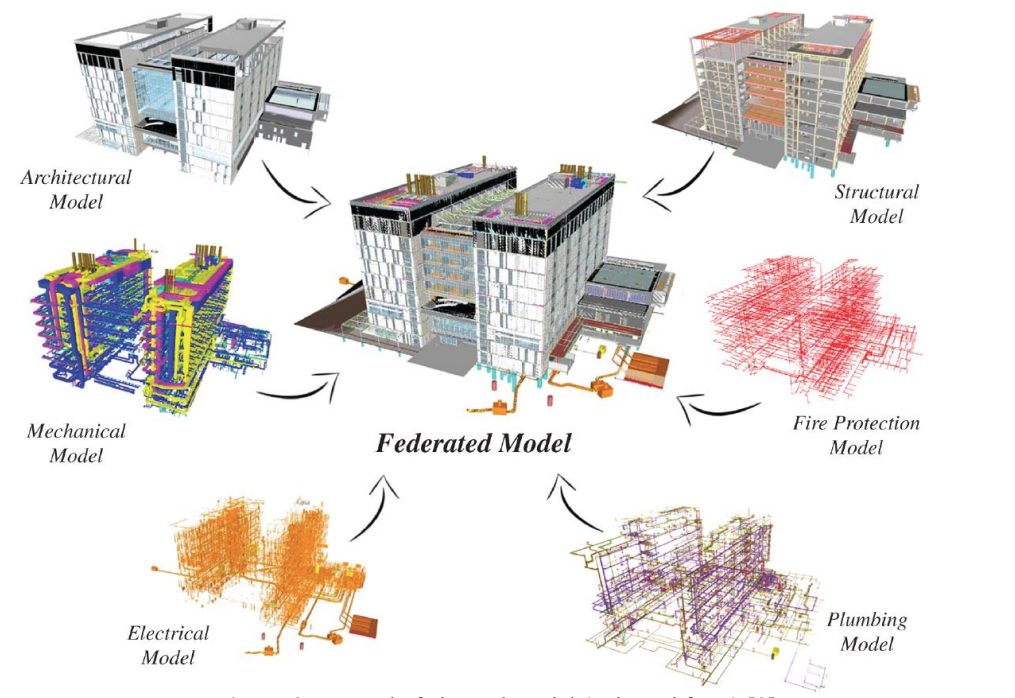 Architectural
Model
Structural
Model
Mechanical
Model
Federated Model
Fire Protection
Model
Electrical
Model
Plumbing
Model